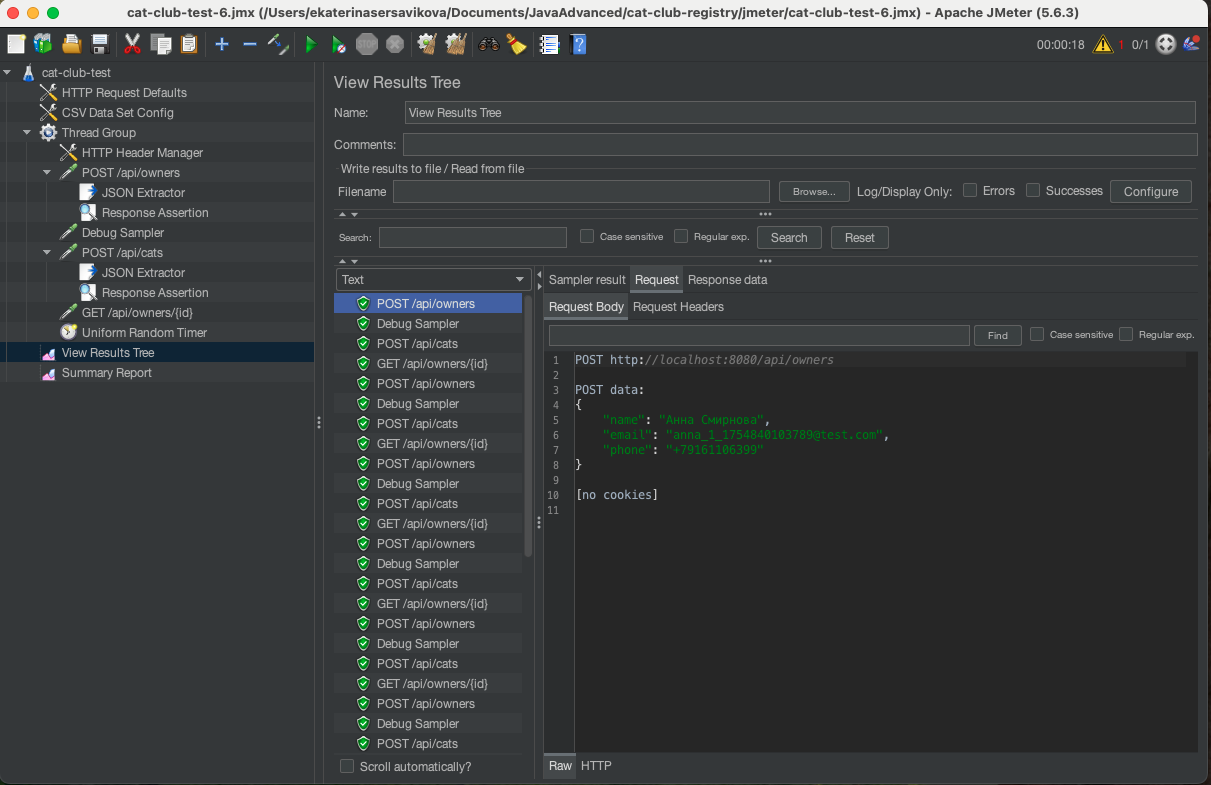 cat-club-test-6.jmx (/Users/ekaterinasersavikova/Documents/JavaAdvanced/cat-club-registry/jmeter/cat-club-test-6.jmx) - Apache JMeter (5.6.3)
STOP
00:00:18 1 0/1
cat-club-test
HTTP Request Defaults
CSV Data Set Config
Thread Group
HTTP Header Manager
POST /api/owners
JSON Extractor
Response Assertion
Debug Sampler
POST /api/cats
JSON Extractor
Response Assertion
GET /api/owners/{id}
Uniform Random Timer
View Results Tree
Summary Report
View Results Tree
Name: View Results Tree
Comments:
Write results to file / Read from file
Filename Browse... Log/Display Only: Errors Successes Configure
Search: Case sensitive Regular exp. Search Reset
Text
POST /api/owners
Debug Sampler
POST /api/cats
GET /api/owners/{id}
POST /api/owners
Debug Sampler
POST /api/cats
GET /api/owners/{id}
POST /api/owners
Debug Sampler
POST /api/cats
GET /api/owners/{id}
POST /api/owners
Debug Sampler
POST /api/cats
GET /api/owners/{id}
POST /api/owners
Debug Sampler
POST /api/cats
GET /api/owners/{id}
POST /api/owners
Debug Sampler
POST /api/cats
Scroll automatically?
Sampler result Request Response data
Request Body Request Headers
Find Case sensitive Regular exp.
1 POST http://localhost:8080/api/owners
2
3 POST data:
4 {
5 "name": "Анна Смирнова",
6 "email": "anna_1_1754840103789@test.com",
7 "phone": "+79161106399"
8 }
9
10 [no cookies]
11
Raw HTTP